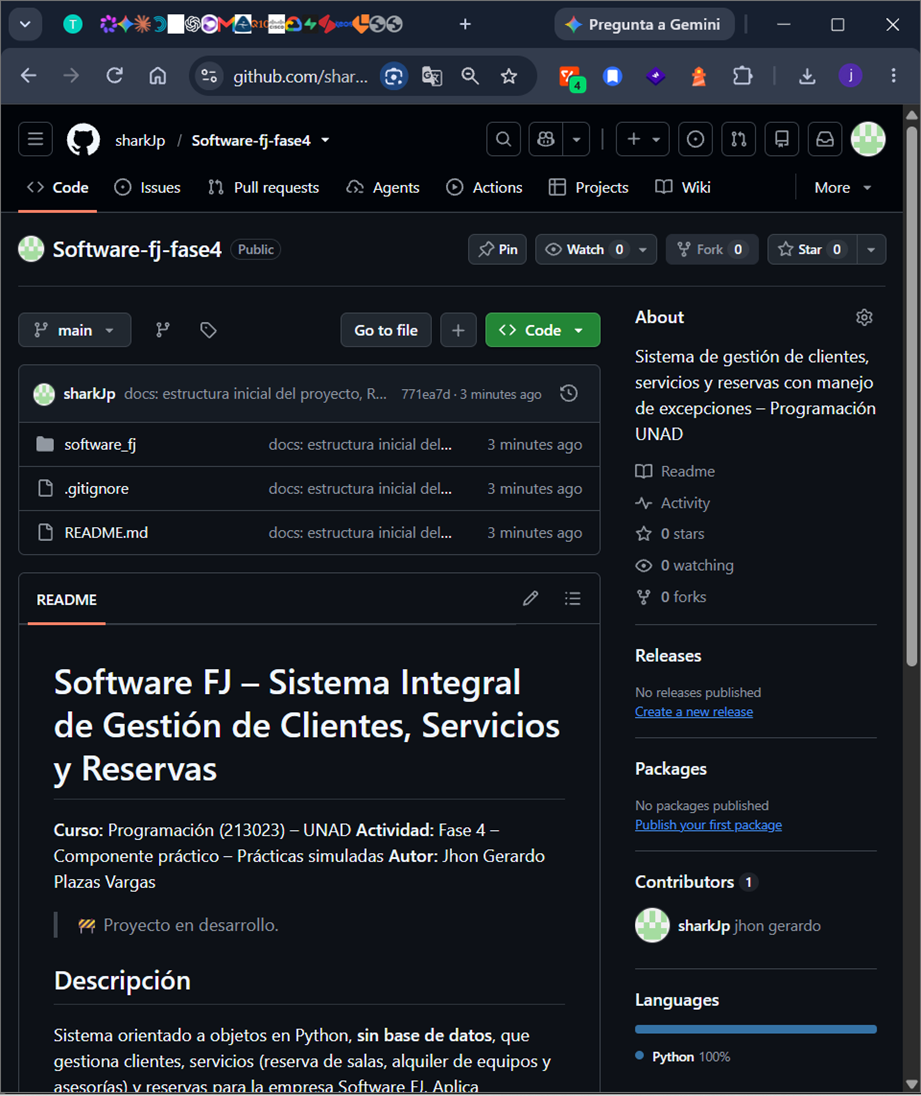 Pregunta a Gemini
github.com/shar...
4
j
sharkJp / Software-fj-fase4
Code Issues Pull requests Agents Actions Projects Wiki More
Software-fj-fase4 Public
Pin Watch 0 Fork 0 Star 0
main Go to file Code
sharkJp docs: estructura inicial del proyecto, R... 771ea7d · 3 minutes ago
software_fj docs: estructura inicial del... 3 minutes ago
.gitignore docs: estructura inicial del... 3 minutes ago
README.md docs: estructura inicial del... 3 minutes ago
README
Software FJ – Sistema Integral
de Gestión de Clientes, Servicios
y Reservas
Curso: Programación (213023) – UNAD Actividad: Fase 4 –
Componente práctico – Prácticas simuladas Autor: Jhon Gerardo
Plazas Vargas
🚧 Proyecto en desarrollo.
Descripción
Sistema orientado a objetos en Python, sin base de datos, que
gestiona clientes, servicios (reserva de salas, alquiler de equipos y
asesorías) y reservas para la empresa Software FJ. Aplica
About
Sistema de gestión de clientes,
servicios y reservas con manejo
de excepciones – Programación
UNAD
Readme
Activity
0 stars
0 watching
0 forks
Releases
No releases published
Create a new release
Packages
No packages published
Publish your first package
Contributors 1
sharkJp jhon gerardo
Languages
Python 100%